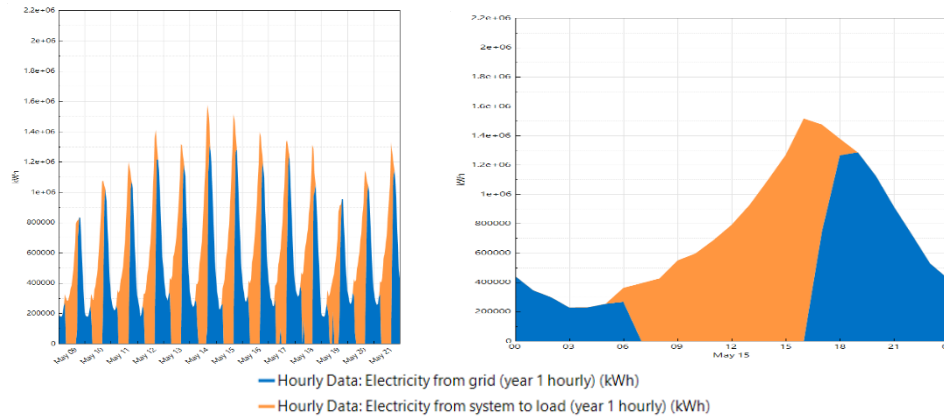 2.2e+06
2e+06
1.8e+06
1.6e+06
1.4e+06
1.2e+06
1e+06
800000
600000
400000
200000
0
kWh
May 09
May 10
May 11
May 12
May 13
May 14
May 15
May 16
May 17
May 18
May 19
May 20
May 21
2.2e+06
2e+06
1.8e+06
1.6e+06
1.4e+06
1.2e+06
1e+06
800000
600000
400000
200000
0
kWh
00
03
06
09
12
15
18
21
00
May 15
Hourly Data: Electricity from grid (year 1 hourly) (kWh)
Hourly Data: Electricity from system to load (year 1 hourly) (kWh)